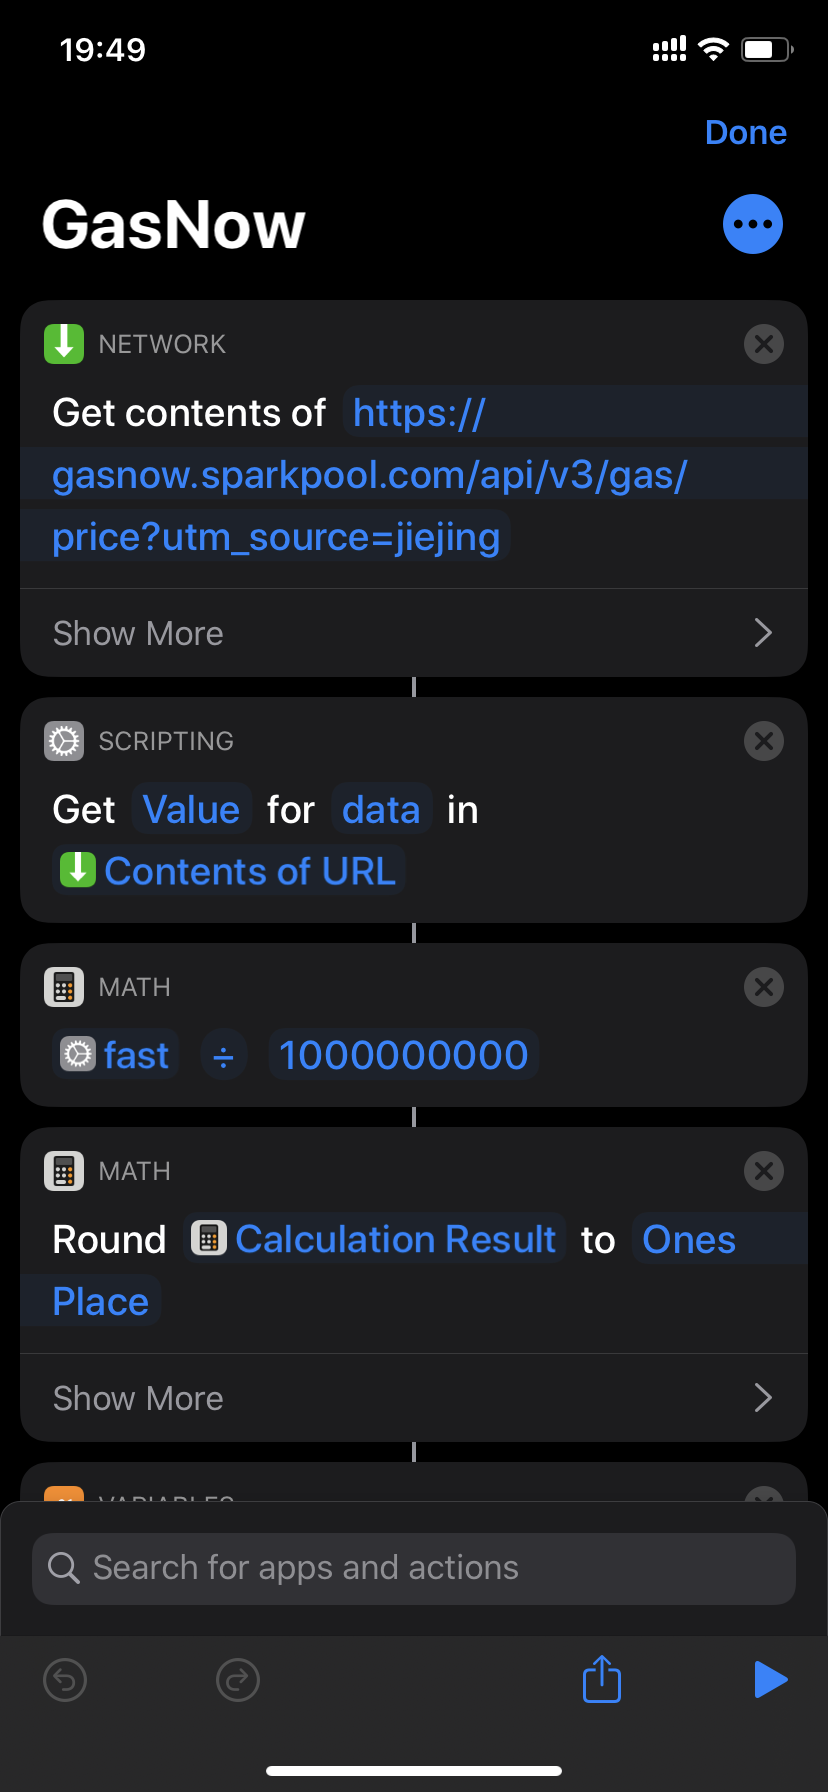 19:49
Done
GasNow
NETWORK
Get contents of https://
gasnow.sparkpool.com/api/v3/gas/
price?utm_source=jiejing
Show More
SCRIPTING
Get Value for data in
Contents of URL
MATH
fast ÷ 1000000000
MATH
Round Calculation Result to Ones
Place
Show More
VARIABLES
Search for apps and actions